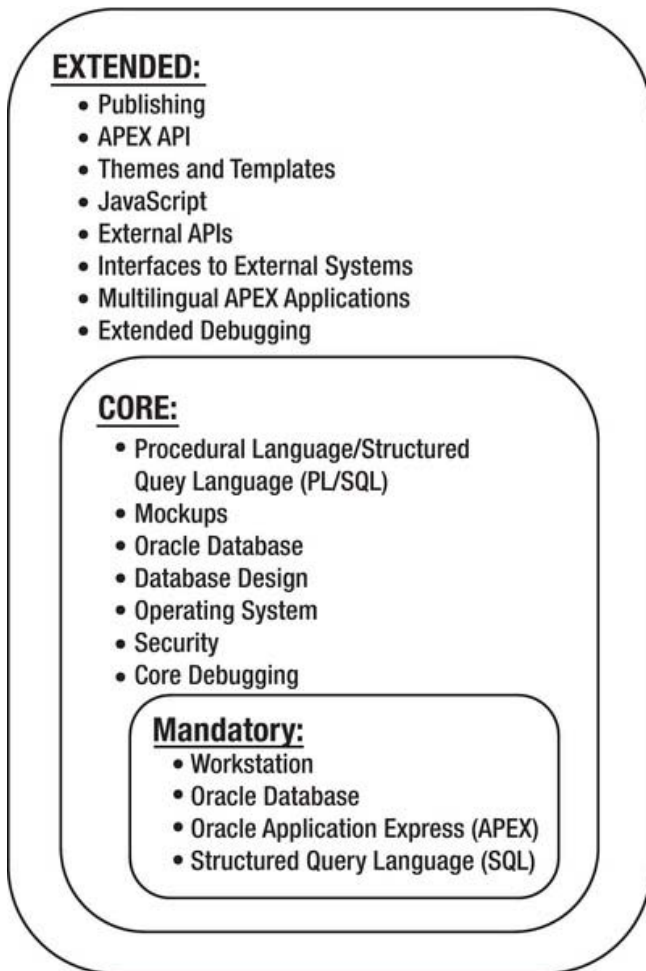 EXTENDED:
• Publishing
• APEX API
• Themes and Templates
• JavaScript
• External APIs
• Interfaces to External Systems
• Multilingual APEX Applications
• Extended Debugging
CORE:
• Procedural Language/Structured
Quey Language (PL/SQL)
• Mockups
• Oracle Database
• Database Design
• Operating System
• Security
• Core Debugging
Mandatory:
• Workstation
• Oracle Database
• Oracle Application Express (APEX)
• Structured Query Language (SQL)